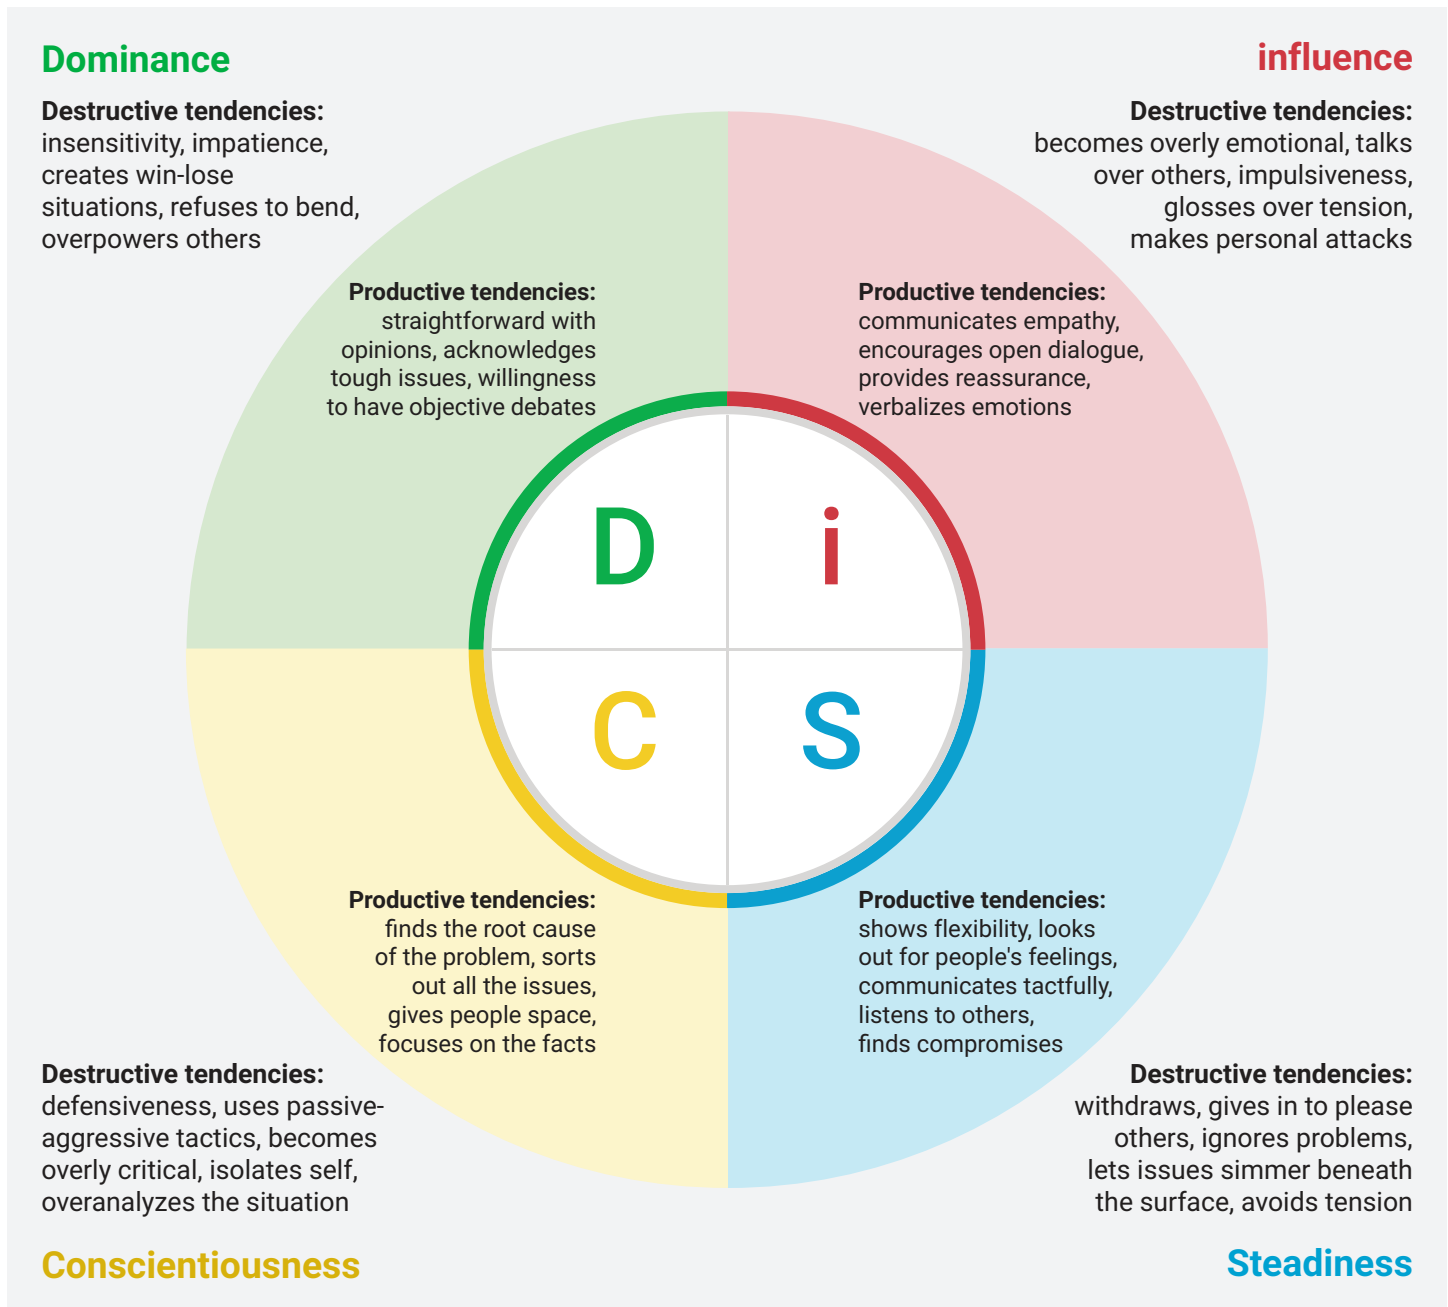 Dominance
Destructive tendencies:
insensitivity, impatience,
creates win-lose
situations, refuses to bend,
overpowers others
influence
Destructive tendencies:
becomes overly emotional, talks
over others, impulsiveness,
glosses over tension,
makes personal attacks
Productive tendencies:
straightforward with
opinions, acknowledges
tough issues, willingness
to have objective debates
Productive tendencies:
communicates empathy,
encourages open dialogue,
provides reassurance,
verbalizes emotions
D
i
C
S
Productive tendencies:
finds the root cause
of the problem, sorts
out all the issues,
gives people space,
focuses on the facts
Productive tendencies:
shows flexibility, looks
out for people's feelings,
communicates tactfully,
listens to others,
finds compromises
Destructive tendencies:
defensiveness, uses passive-
aggressive tactics, becomes
overly critical, isolates self,
overanalyzes the situation
Conscientiousness
Destructive tendencies:
withdraws, gives in to please
others, ignores problems,
lets issues simmer beneath
the surface, avoids tension
Steadiness